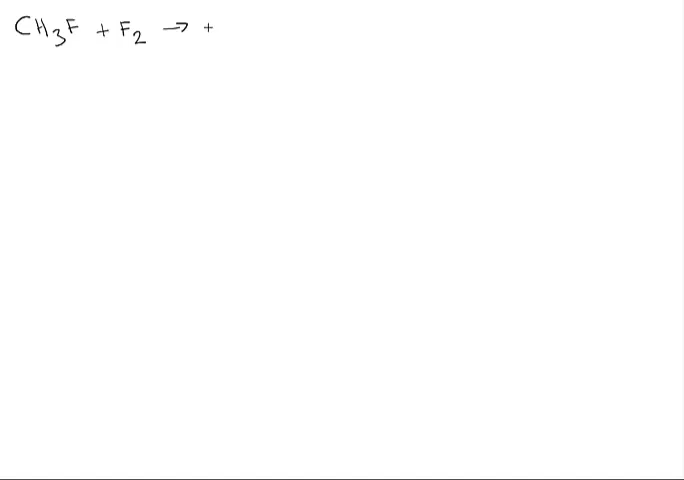 CH₃F + F₂ → +